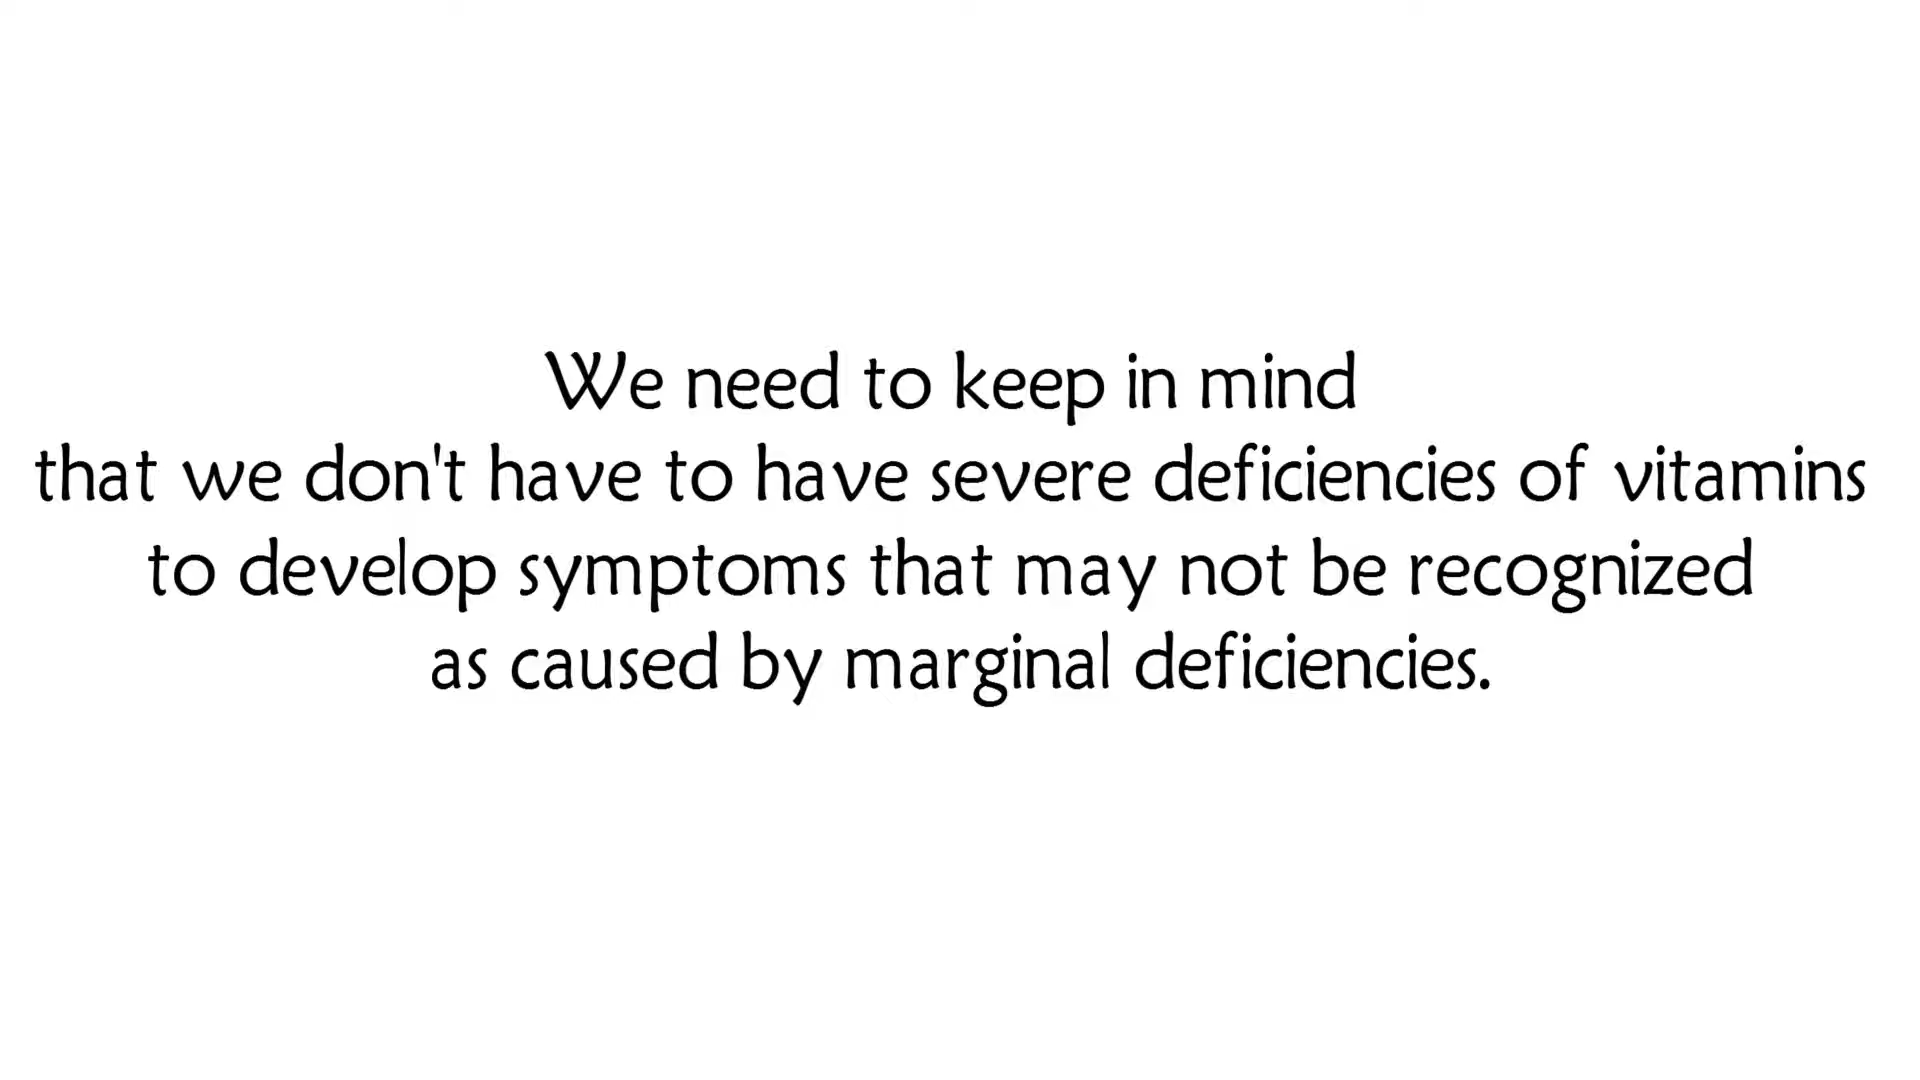 We need to keep in mind
that we don't have to have severe deficiencies of vitamins
to develop symptoms that may not be recognized
as caused by marginal deficiencies.